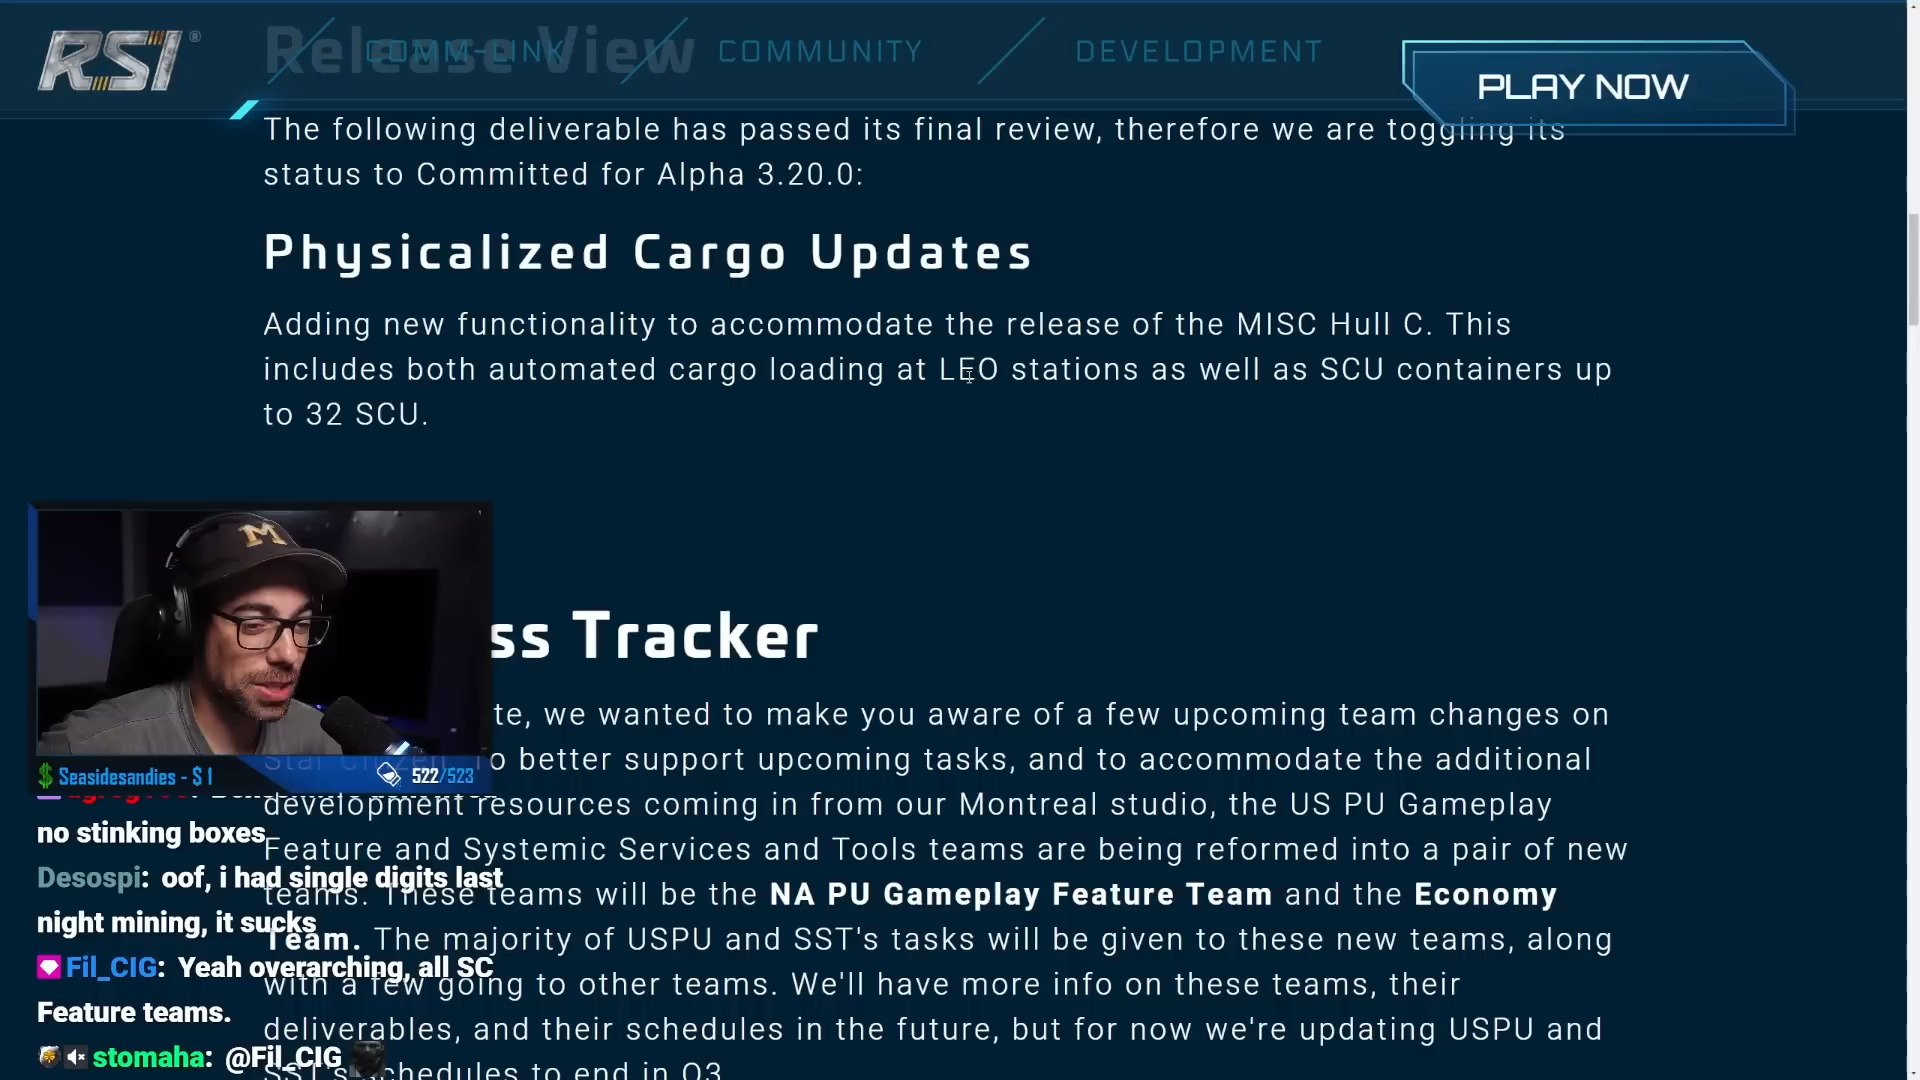 RSI ®
Release View
COMM-LINK
COMMUNITY
DEVELOPMENT
PLAY NOW
The following deliverable has passed its final review, therefore we are toggling its
status to Committed for Alpha 3.20.0:
Physicalized Cargo Updates
Adding new functionality to accommodate the release of the MISC Hull C. This
includes both automated cargo loading at LEO stations as well as SCU containers up
to 32 SCU.
M
ss Tracker
te, we wanted to make you aware of a few upcoming team changes on
Star Citizen. To better support upcoming tasks, and to accommodate the additional
development resources coming in from our Montreal studio, the US PU Gameplay
Feature and Systemic Services and Tools teams are being reformed into a pair of new
teams. These teams will be the NA PU Gameplay Feature Team and the Economy
Team. The majority of USPU and SST's tasks will be given to these new teams, along
with a few going to other teams. We'll have more info on these teams, their
deliverables, and their schedules in the future, but for now we're updating USPU and
SST's schedules to end in Q3
Seasidesandies - $1
522/523
no stinking boxes
Desospi: oof, i had single digits last
night mining, it sucks
Fil_CIG: Yeah overarching, all SC
Feature teams.
stomaha: @Fil_CIG